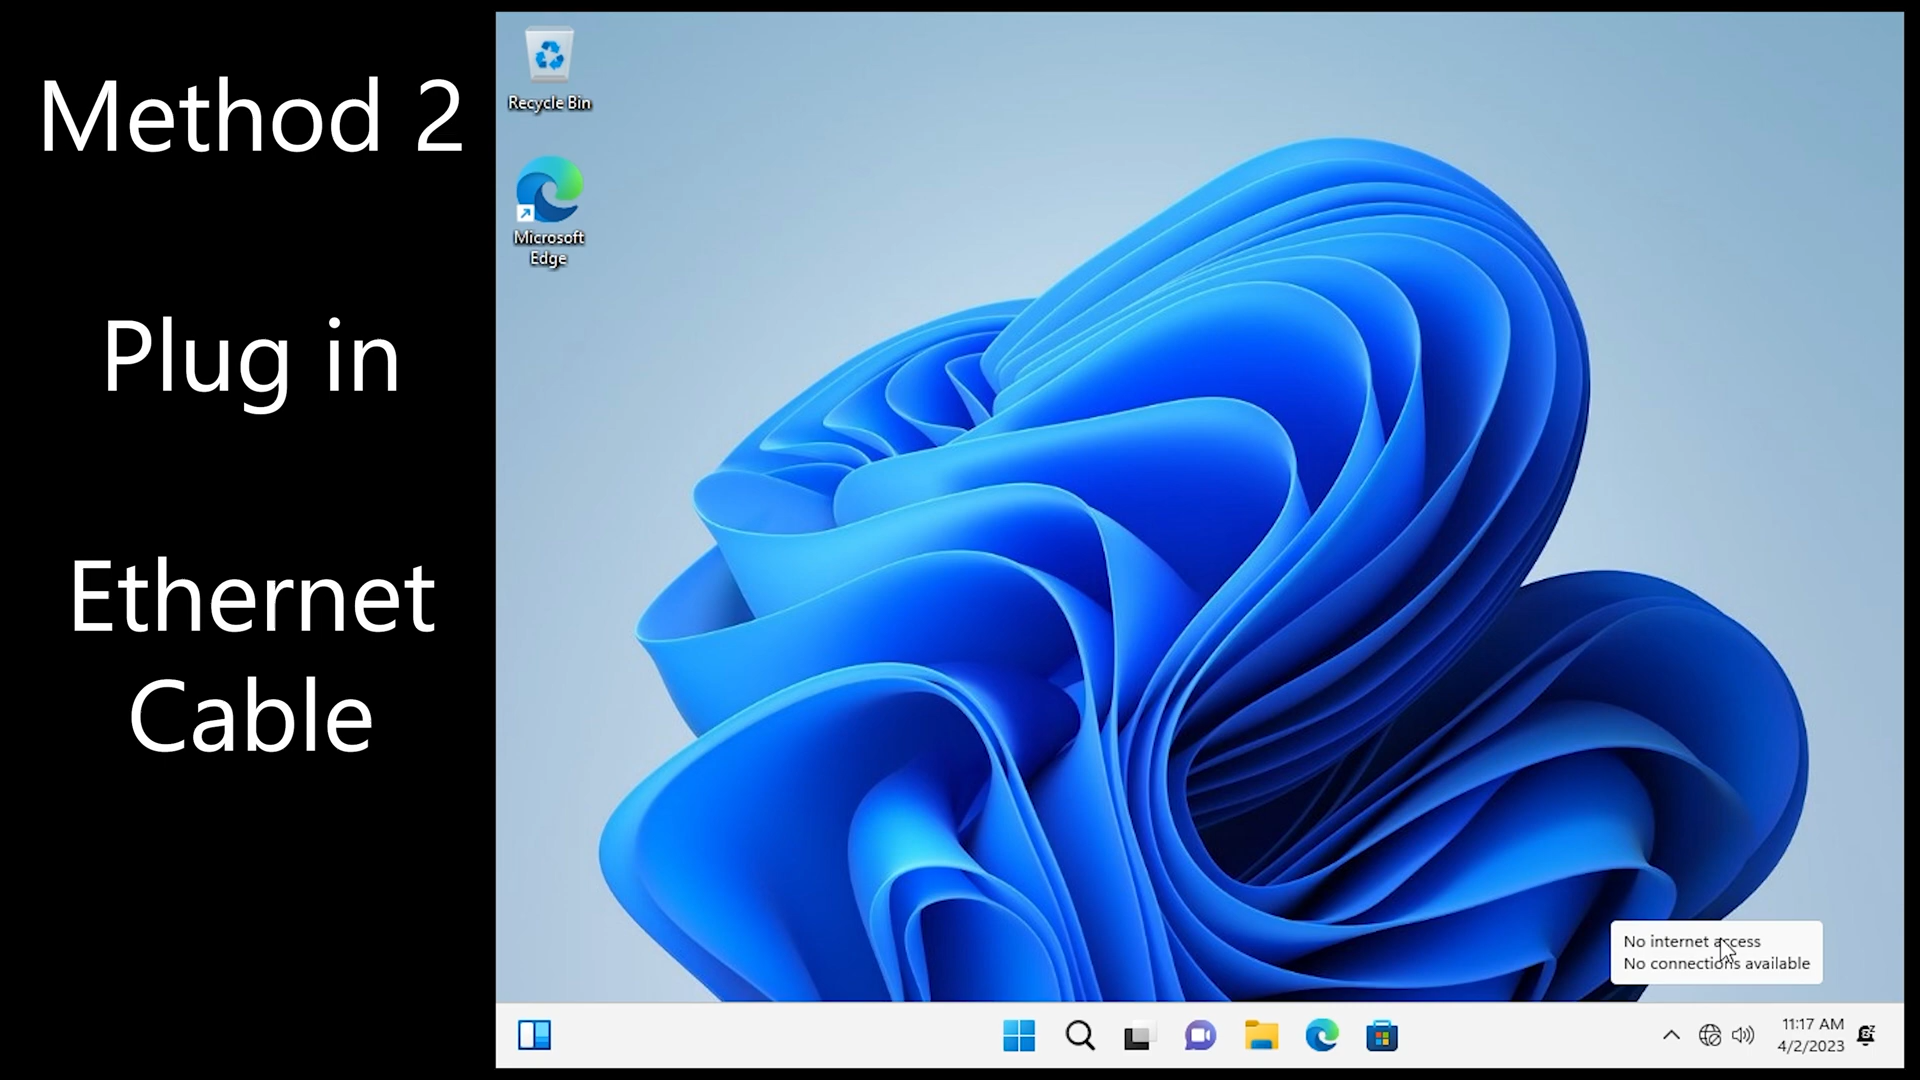 Method 2
Plug in
Ethernet
Cable
Recycle Bin
Microsoft
Edge
No internet access
No connections available
11:17 AM
4/2/2023